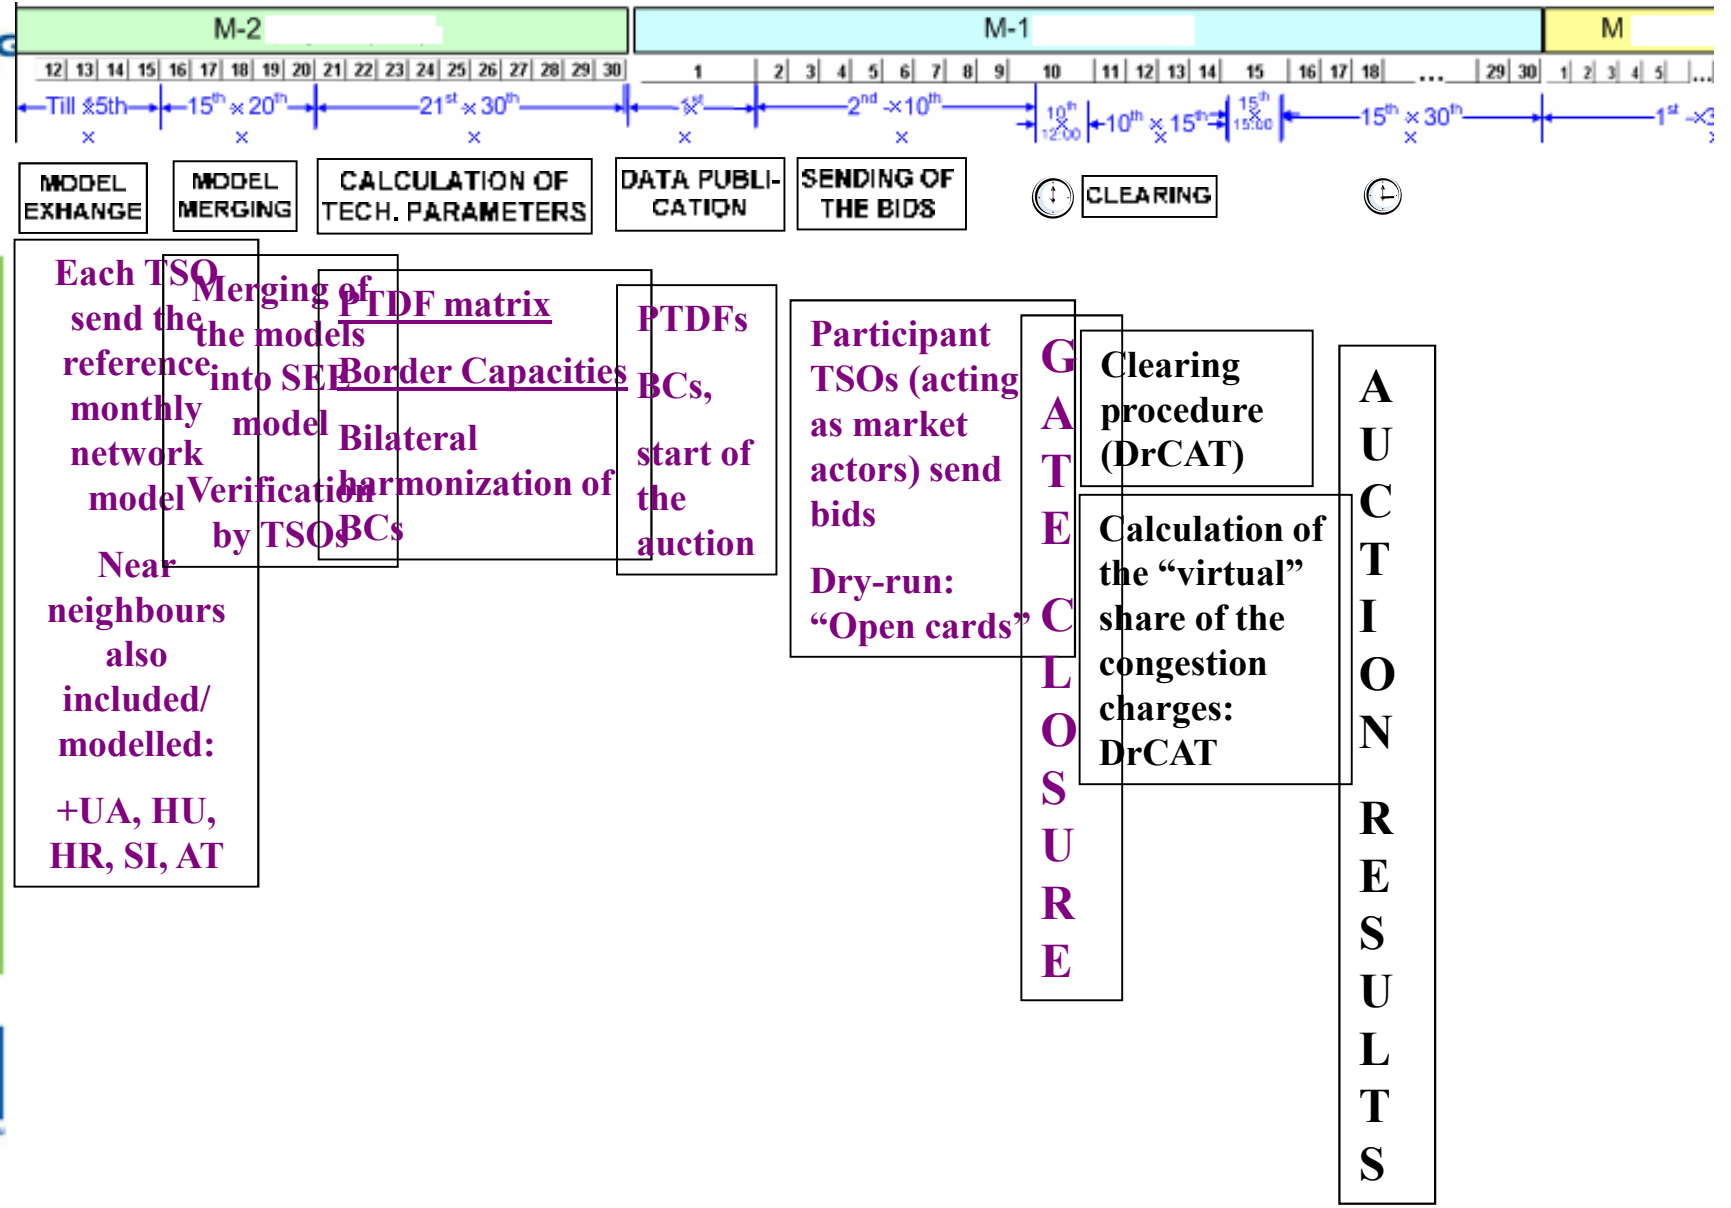 M-2
M-1
M
12 13 14 15 16 17 18 19 20 21 22 23 24 25 26 27 28 29 30 1 2 3 4 5 6 7 8 9 10 11 12 13 14 15 16 17 18 ... 29 30 1 2 3 4 5 ...
15th × 20th
21st × 30th
2nd -× 10th
10th
12:00
10th × 15th
15th
15:00
15th × 30th
1st -×
MODEL
EXHANGE
MODEL
MERGING
CALCULATION OF
TECH. PARAMETERS
DATA PUBLI-
CATION
SENDING OF
THE BIDS
CLEARING
Each TSO
send the
reference
monthly
network
model
Near
neighbours
also
included/
modelled:
+UA, HU,
HR, SI, AT
Merging of
the models
into SEE
model
Verification
by TSOs
PTDF matrix
Border Capacities
Bilateral
harmonization of
BCs
PTDFs
BCs,
start of
the
auction
Participant
TSOs (acting
as market
actors) send
bids
Dry-run:
“Open cards”
G
A
T
E
C
L
O
S
U
R
E
Clearing
procedure
(DrCAT)
Calculation of
the “virtual”
share of the
congestion
charges:
DrCAT
A
U
C
T
I
O
N
R
E
S
U
L
T
S